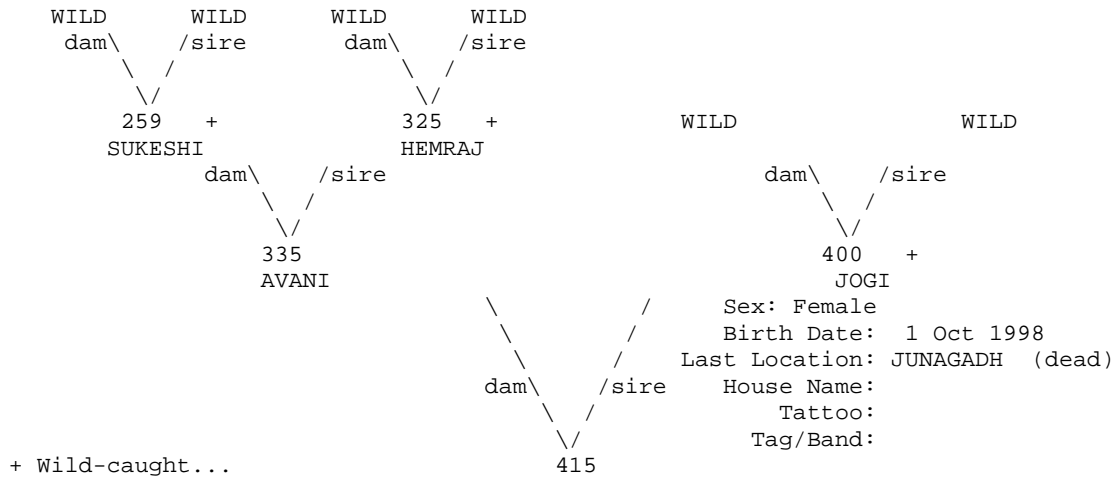 WILD WILD WILD WILD
dam\ /sire dam\ /sire
\ / \ /
\/ \/
259 + 325 + WILD WILD
SUKESHI HEMRAJ
dam\ /sire dam\ /sire
\ / \ /
\/ \/
335 400 +
AVANI JOGI
\ / Sex: Female
\ / Birth Date: 1 Oct 1998
\ / Last Location: JUNAGADH (dead)
dam\ /sire House Name:
\ / Tattoo:
\/ Tag/Band:
+ Wild-caught... 415